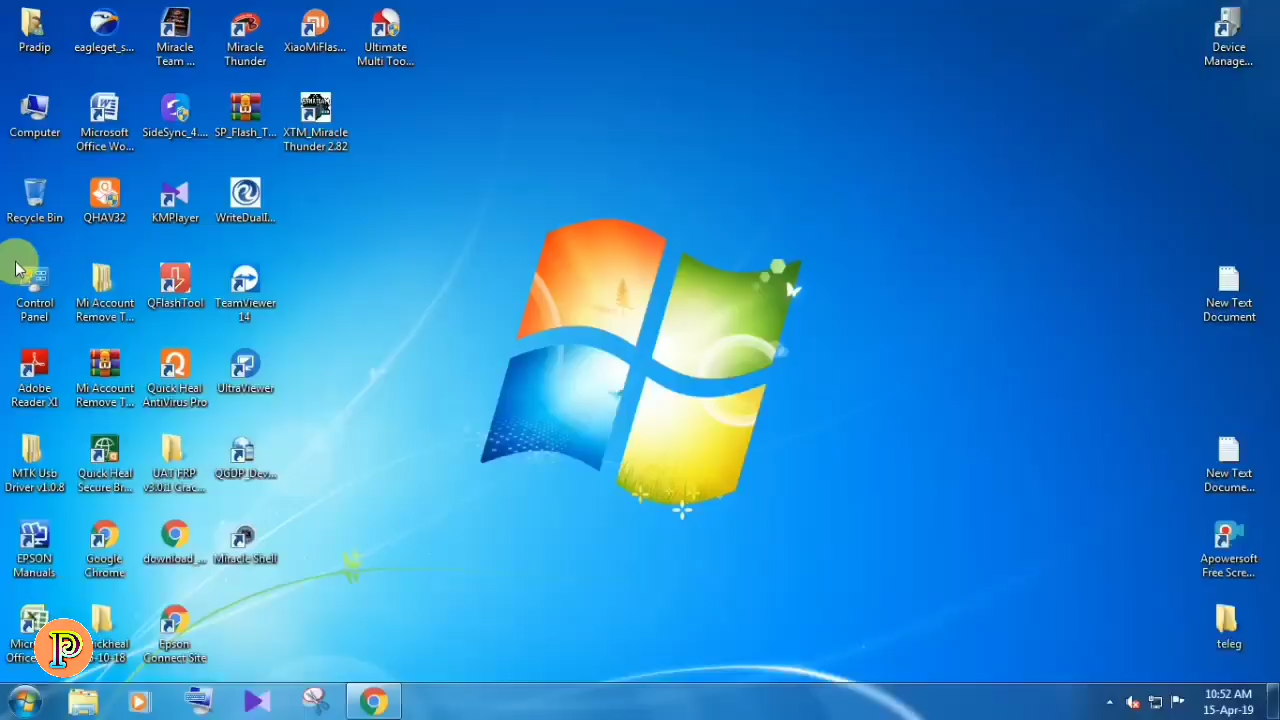 Pradip
eagleget_s...
Miracle
Team ...
Miracle
Thunder
XiaoMiFlas...
Ultimate
Multi Too...
Device
Manage...
Computer
Microsoft
Office Wo...
SideSync_4....
SP_Flash_T...
XTM_Miracle
Thunder 2.82
Recycle Bin
QHAV32
KMPlayer
WriteDualI...
Control
Panel
Mi Account
Remove T...
QFlashTool
TeamViewer
14
New Text
Document
Adobe
Reader XI
Mi Account
Remove T...
Quick Heal
AntiVirus Pro
UltraViewer
MTK Usb
Driver v1.0.8
Quick Heal
Secure Br...
UAT FRP
v3.0.1 Crac...
QGDP_Dev...
New Text
Docume...
EPSON
Manuals
Google
Chrome
download_...
Miracle Shell
Apowersoft
Free Scre...
Epson
Connect Site
teleg
P
10:52 AM
15-Apr-19